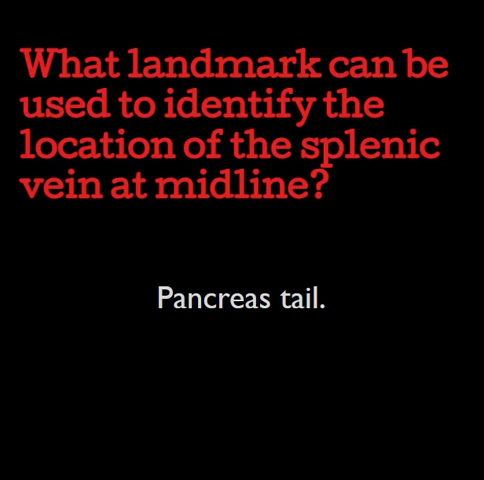 What landmark can be
used to identify the
location of the splenic
vein at midline?
Pancreas tail.